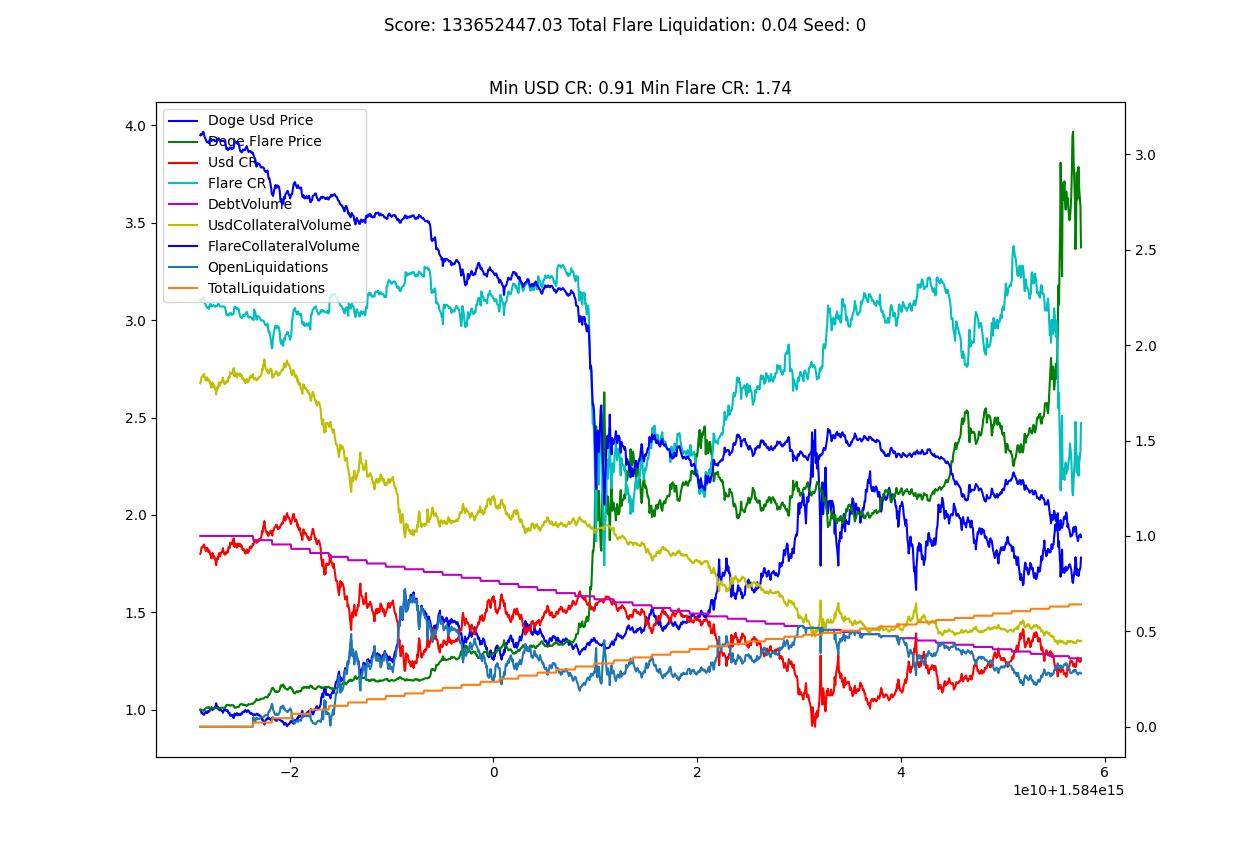 Score: 133652447.03 Total Flare Liquidation: 0.04 Seed: 0
Min USD CR: 0.91 Min Flare CR: 1.74
Doge Usd Price
Doge Flare Price
Usd CR
Flare CR
DebtVolume
UsdCollateralVolume
FlareCollateralVolume
OpenLiquidations
TotalLiquidations
4.0
3.5
3.0
2.5
2.0
1.5
1.0
3.0
2.5
2.0
1.5
1.0
0.5
0.0
−2 0 2 4 6
1e10+1.584e15